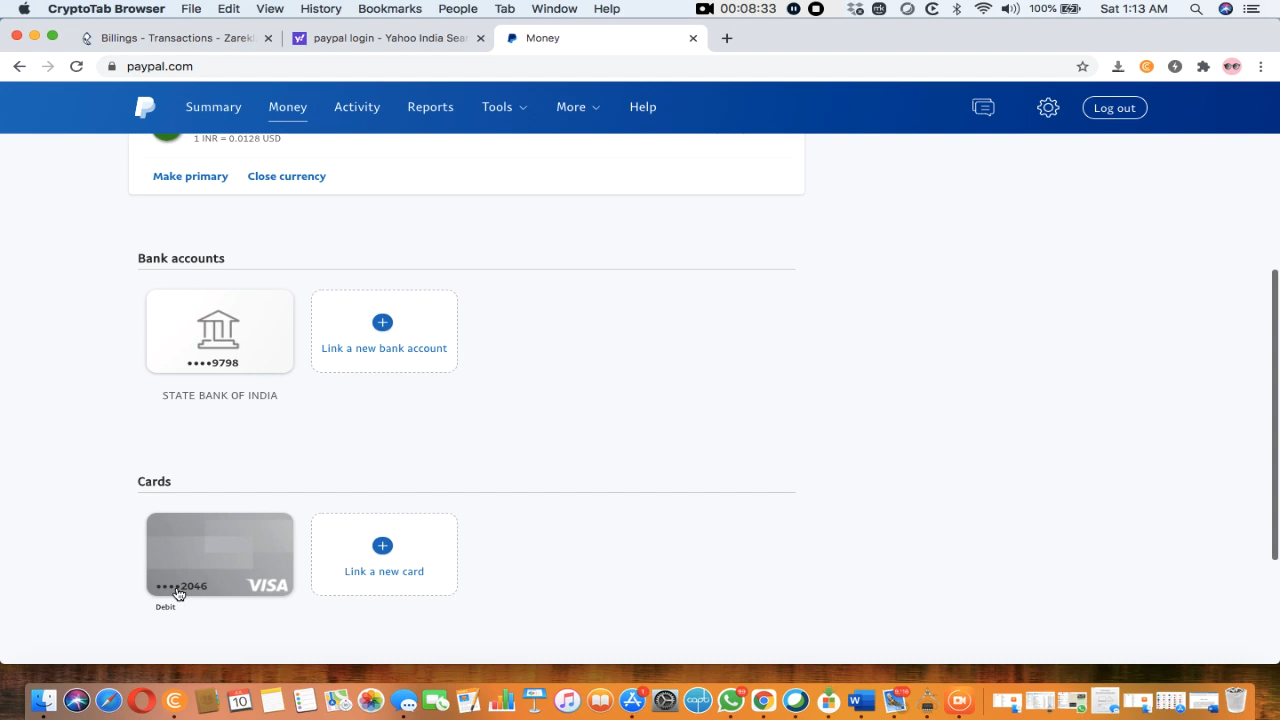 CryptoTab Browser File Edit View History Bookmarks People Tab Window Help 00:08:33 100% Sat 1:13 AM
Billings - Transactions - Zarekl
paypal login - Yahoo India Sear
Money
paypal.com
Summary Money Activity Reports Tools More Help Log out
1 INR = 0.0128 USD
Make primary Close currency
Bank accounts
••••9798
Link a new bank account
STATE BANK OF INDIA
Cards
••••2046 VISA
Link a new card
Debit